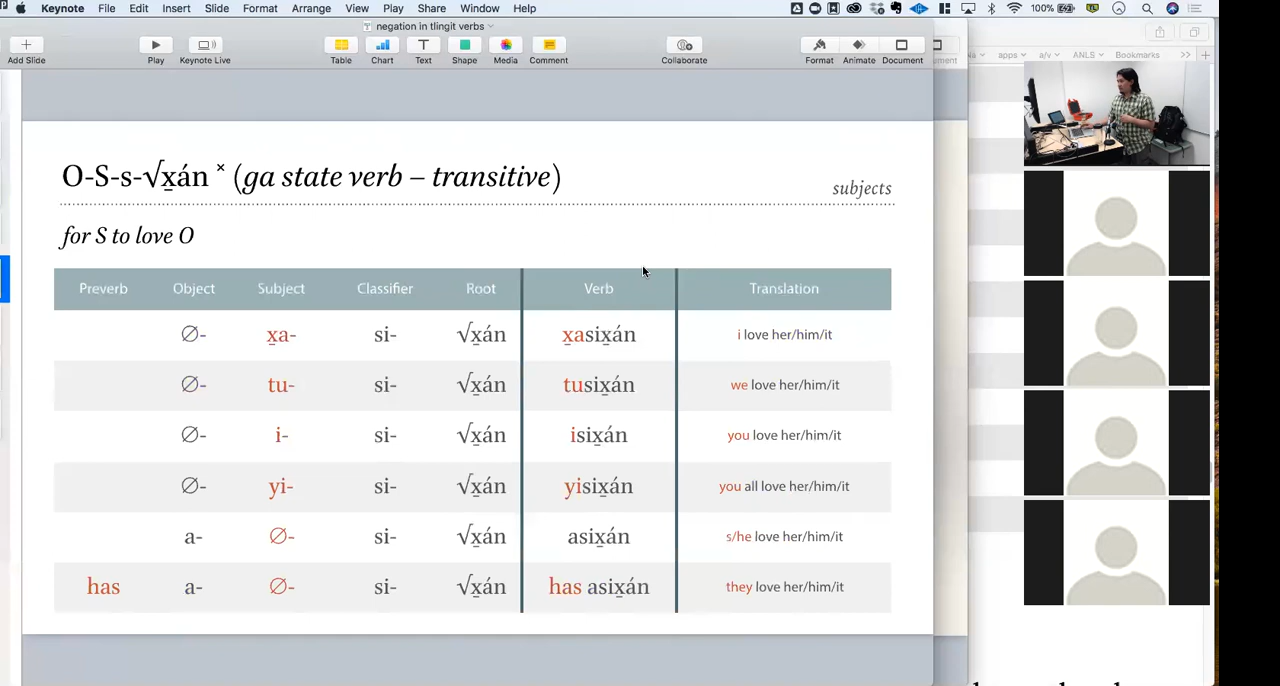 Keynote File Edit Insert Slide Format Arrange View Play Share Window Help 100%
negation in tlingit verbs
Add Slide Play Keynote Live Table Chart Text Shape Media Comment Collaborate Format Animate Document
apps a/v ANLS Bookmarks
O-S-s-√x̲án × (ga state verb – transitive)
subjects
for S to love O
Preverb Object Subject Classifier Root Verb Translation
∅- x̲a- si- √x̲án x̲asix̲án i love her/him/it
∅- tu- si- √x̲án tusix̲án we love her/him/it
∅- i- si- √x̲án isix̲án you love her/him/it
∅- yi- si- √x̲án yisix̲án you all love her/him/it
a- ∅- si- √x̲án asix̲án s/he love her/him/it
has a- ∅- si- √x̲án has asix̲án they love her/him/it